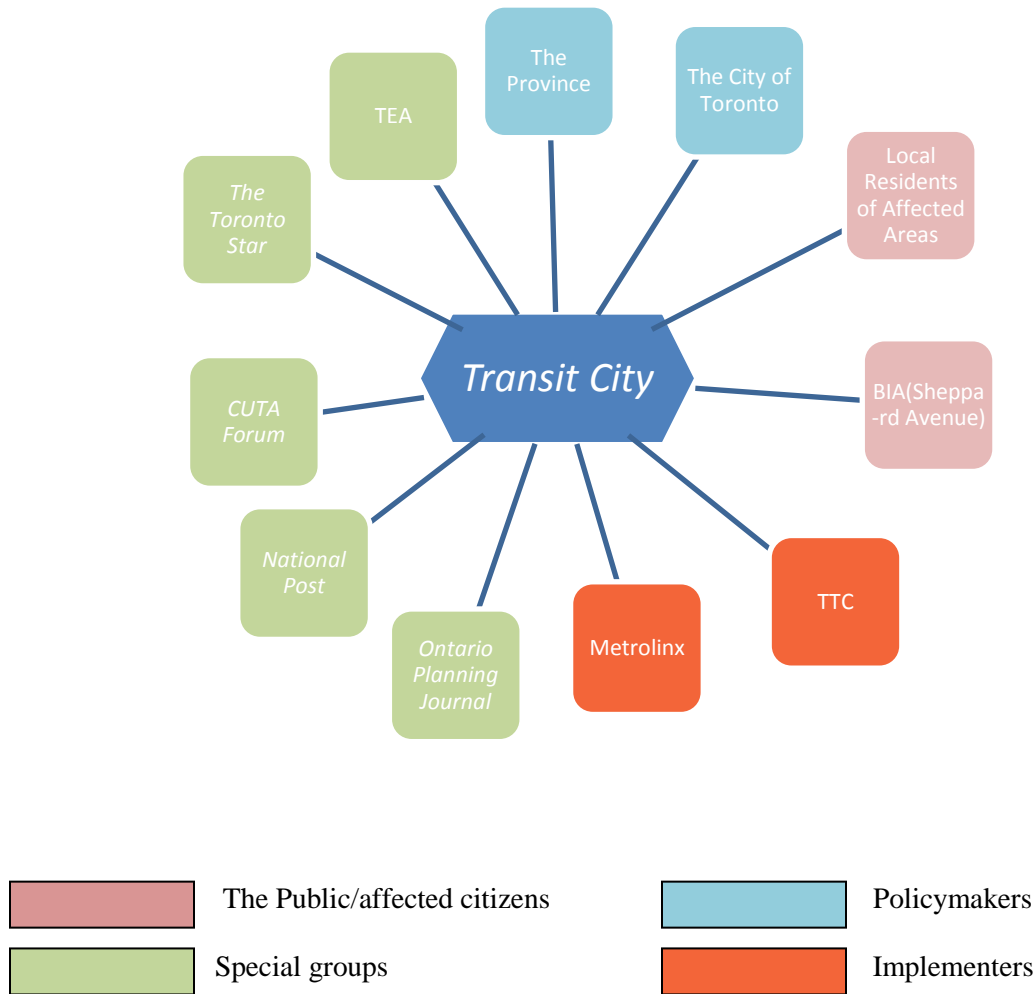 The
Province
The City of
Toronto
TEA
Local
Residents
of Affected
Areas
The
Toronto
Star
Transit City
BIA(Sheppa
-rd Avenue)
CUTA
Forum
National
Post
TTC
Metrolinx
Ontario
Planning
Journal
The Public/affected citizens
Policymakers
Special groups
Implementers